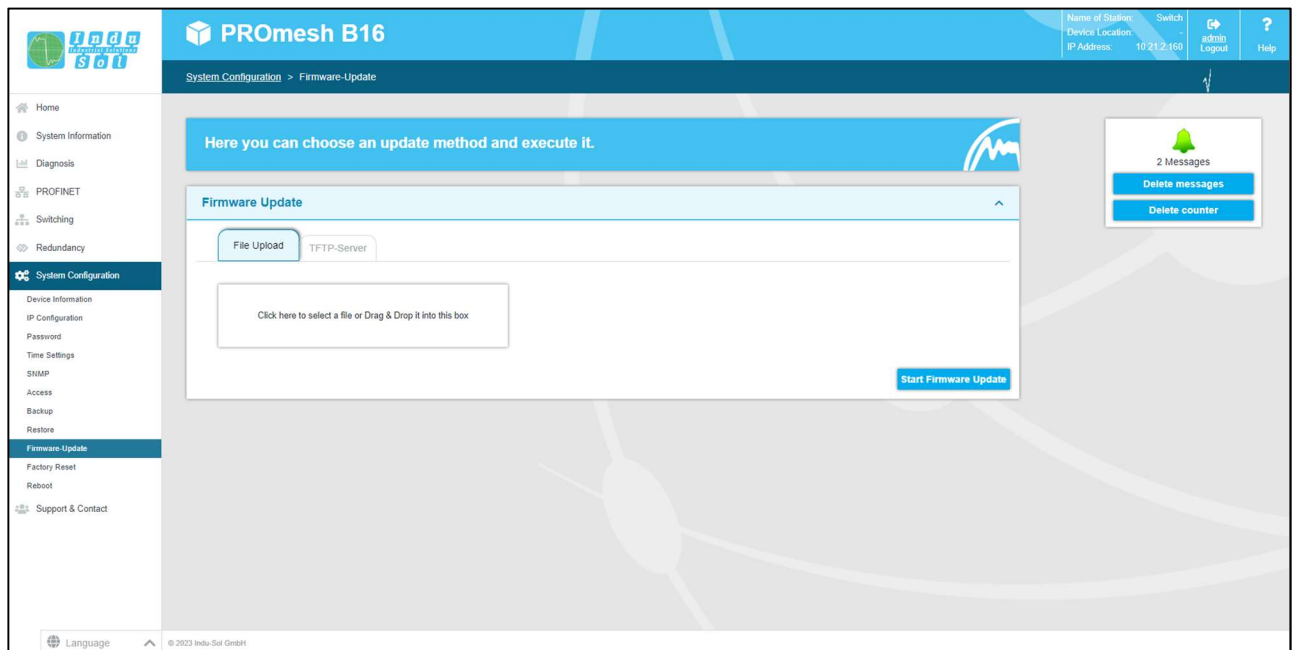 Indu
Industrial Solutions
Sol
PROmesh B16
Name of Station: Switch
Device Location: -
IP Address: 10.21.2.160
admin
Logout
?
Help
System Configuration > Firmware-Update
Home
System Information
Diagnosis
PROFINET
Switching
Redundancy
System Configuration
Device Information
IP Configuration
Password
Time Settings
SNMP
Access
Backup
Restore
Firmware-Update
Factory Reset
Reboot
Support & Contact
Here you can choose an update method and execute it.
Firmware Update
File Upload
TFTP-Server
Click here to select a file or Drag & Drop it into this box
Start Firmware Update
2 Messages
Delete messages
Delete counter
Language
© 2023 Indu-Sol GmbH